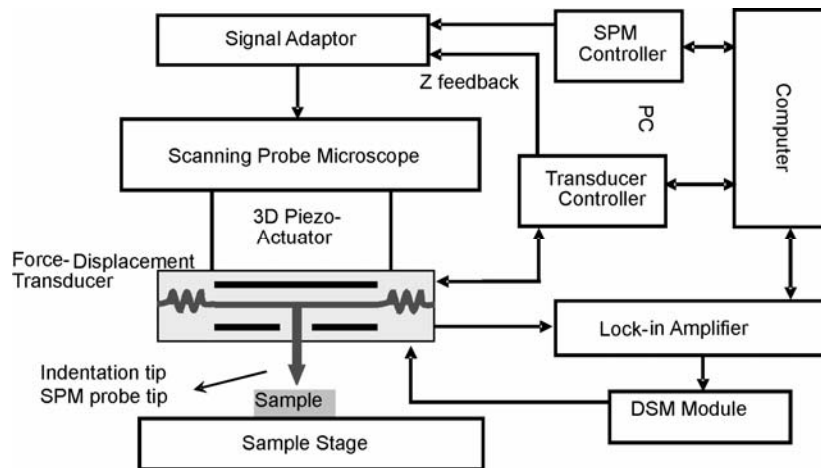 Signal Adaptor
SPM
Controller
Z feedback
Computer
PC
Scanning Probe Microscope
Transducer
Controller
3D Piezo-
Actuator
Force-Displacement
Transducer
Lock-in Amplifier
Indentation tip
SPM probe tip
Sample
DSM Module
Sample Stage